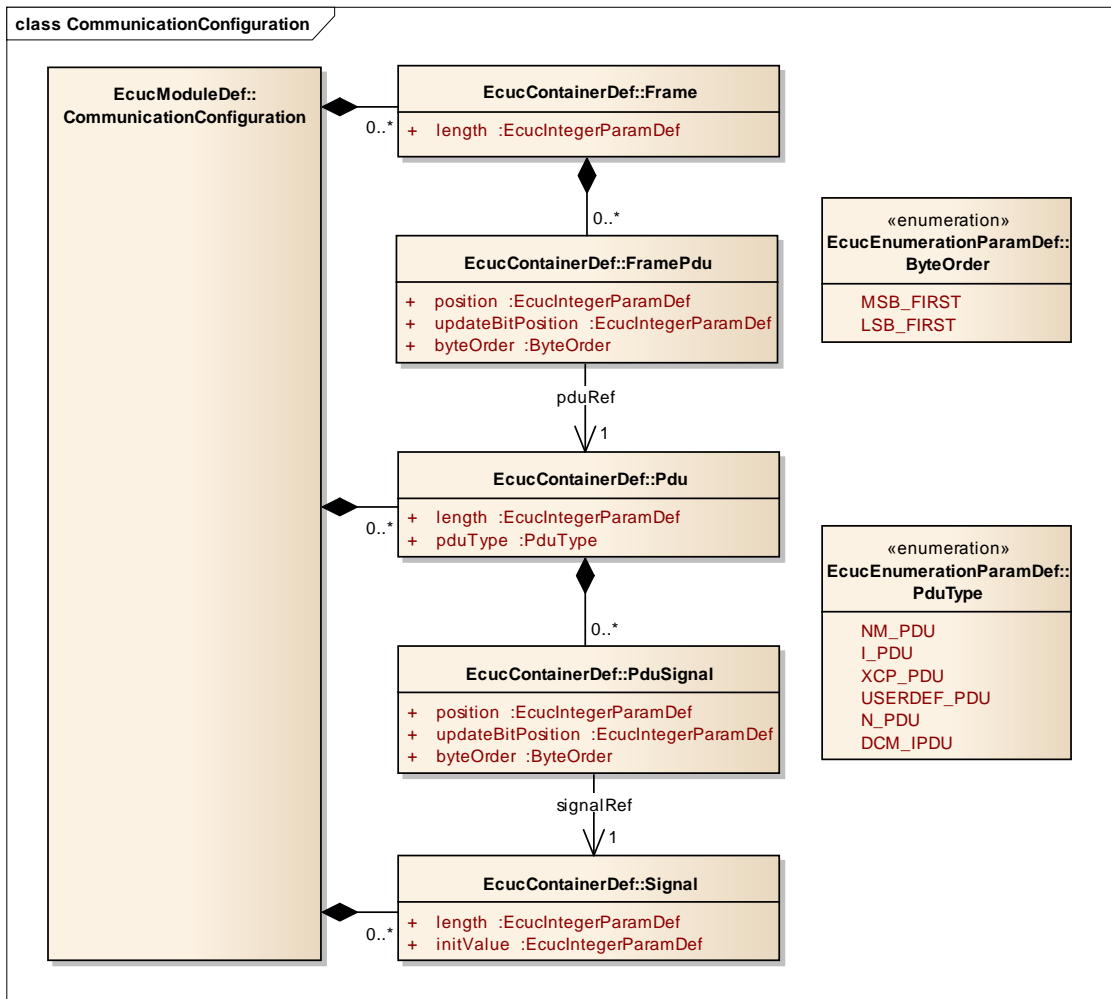 class CommunicationConfiguration
EcucModuleDef::
CommunicationConfiguration
EcucContainerDef::Frame
+ length :EcucIntegerParamDef
0..*
0..*
EcucContainerDef::FramePdu
+ position :EcucIntegerParamDef
+ updateBitPosition :EcucIntegerParamDef
+ byteOrder :ByteOrder
«enumeration»
EcucEnumerationParamDef::
ByteOrder
MSB_FIRST
LSB_FIRST
pduRef
1
EcucContainerDef::Pdu
+ length :EcucIntegerParamDef
+ pduType :PduType
0..*
0..*
«enumeration»
EcucEnumerationParamDef::
PduType
NM_PDU
I_PDU
XCP_PDU
USERDEF_PDU
N_PDU
DCM_IPDU
EcucContainerDef::PduSignal
+ position :EcucIntegerParamDef
+ updateBitPosition :EcucIntegerParamDef
+ byteOrder :ByteOrder
signalRef
1
EcucContainerDef::Signal
+ length :EcucIntegerParamDef
+ initValue :EcucIntegerParamDef
0..*